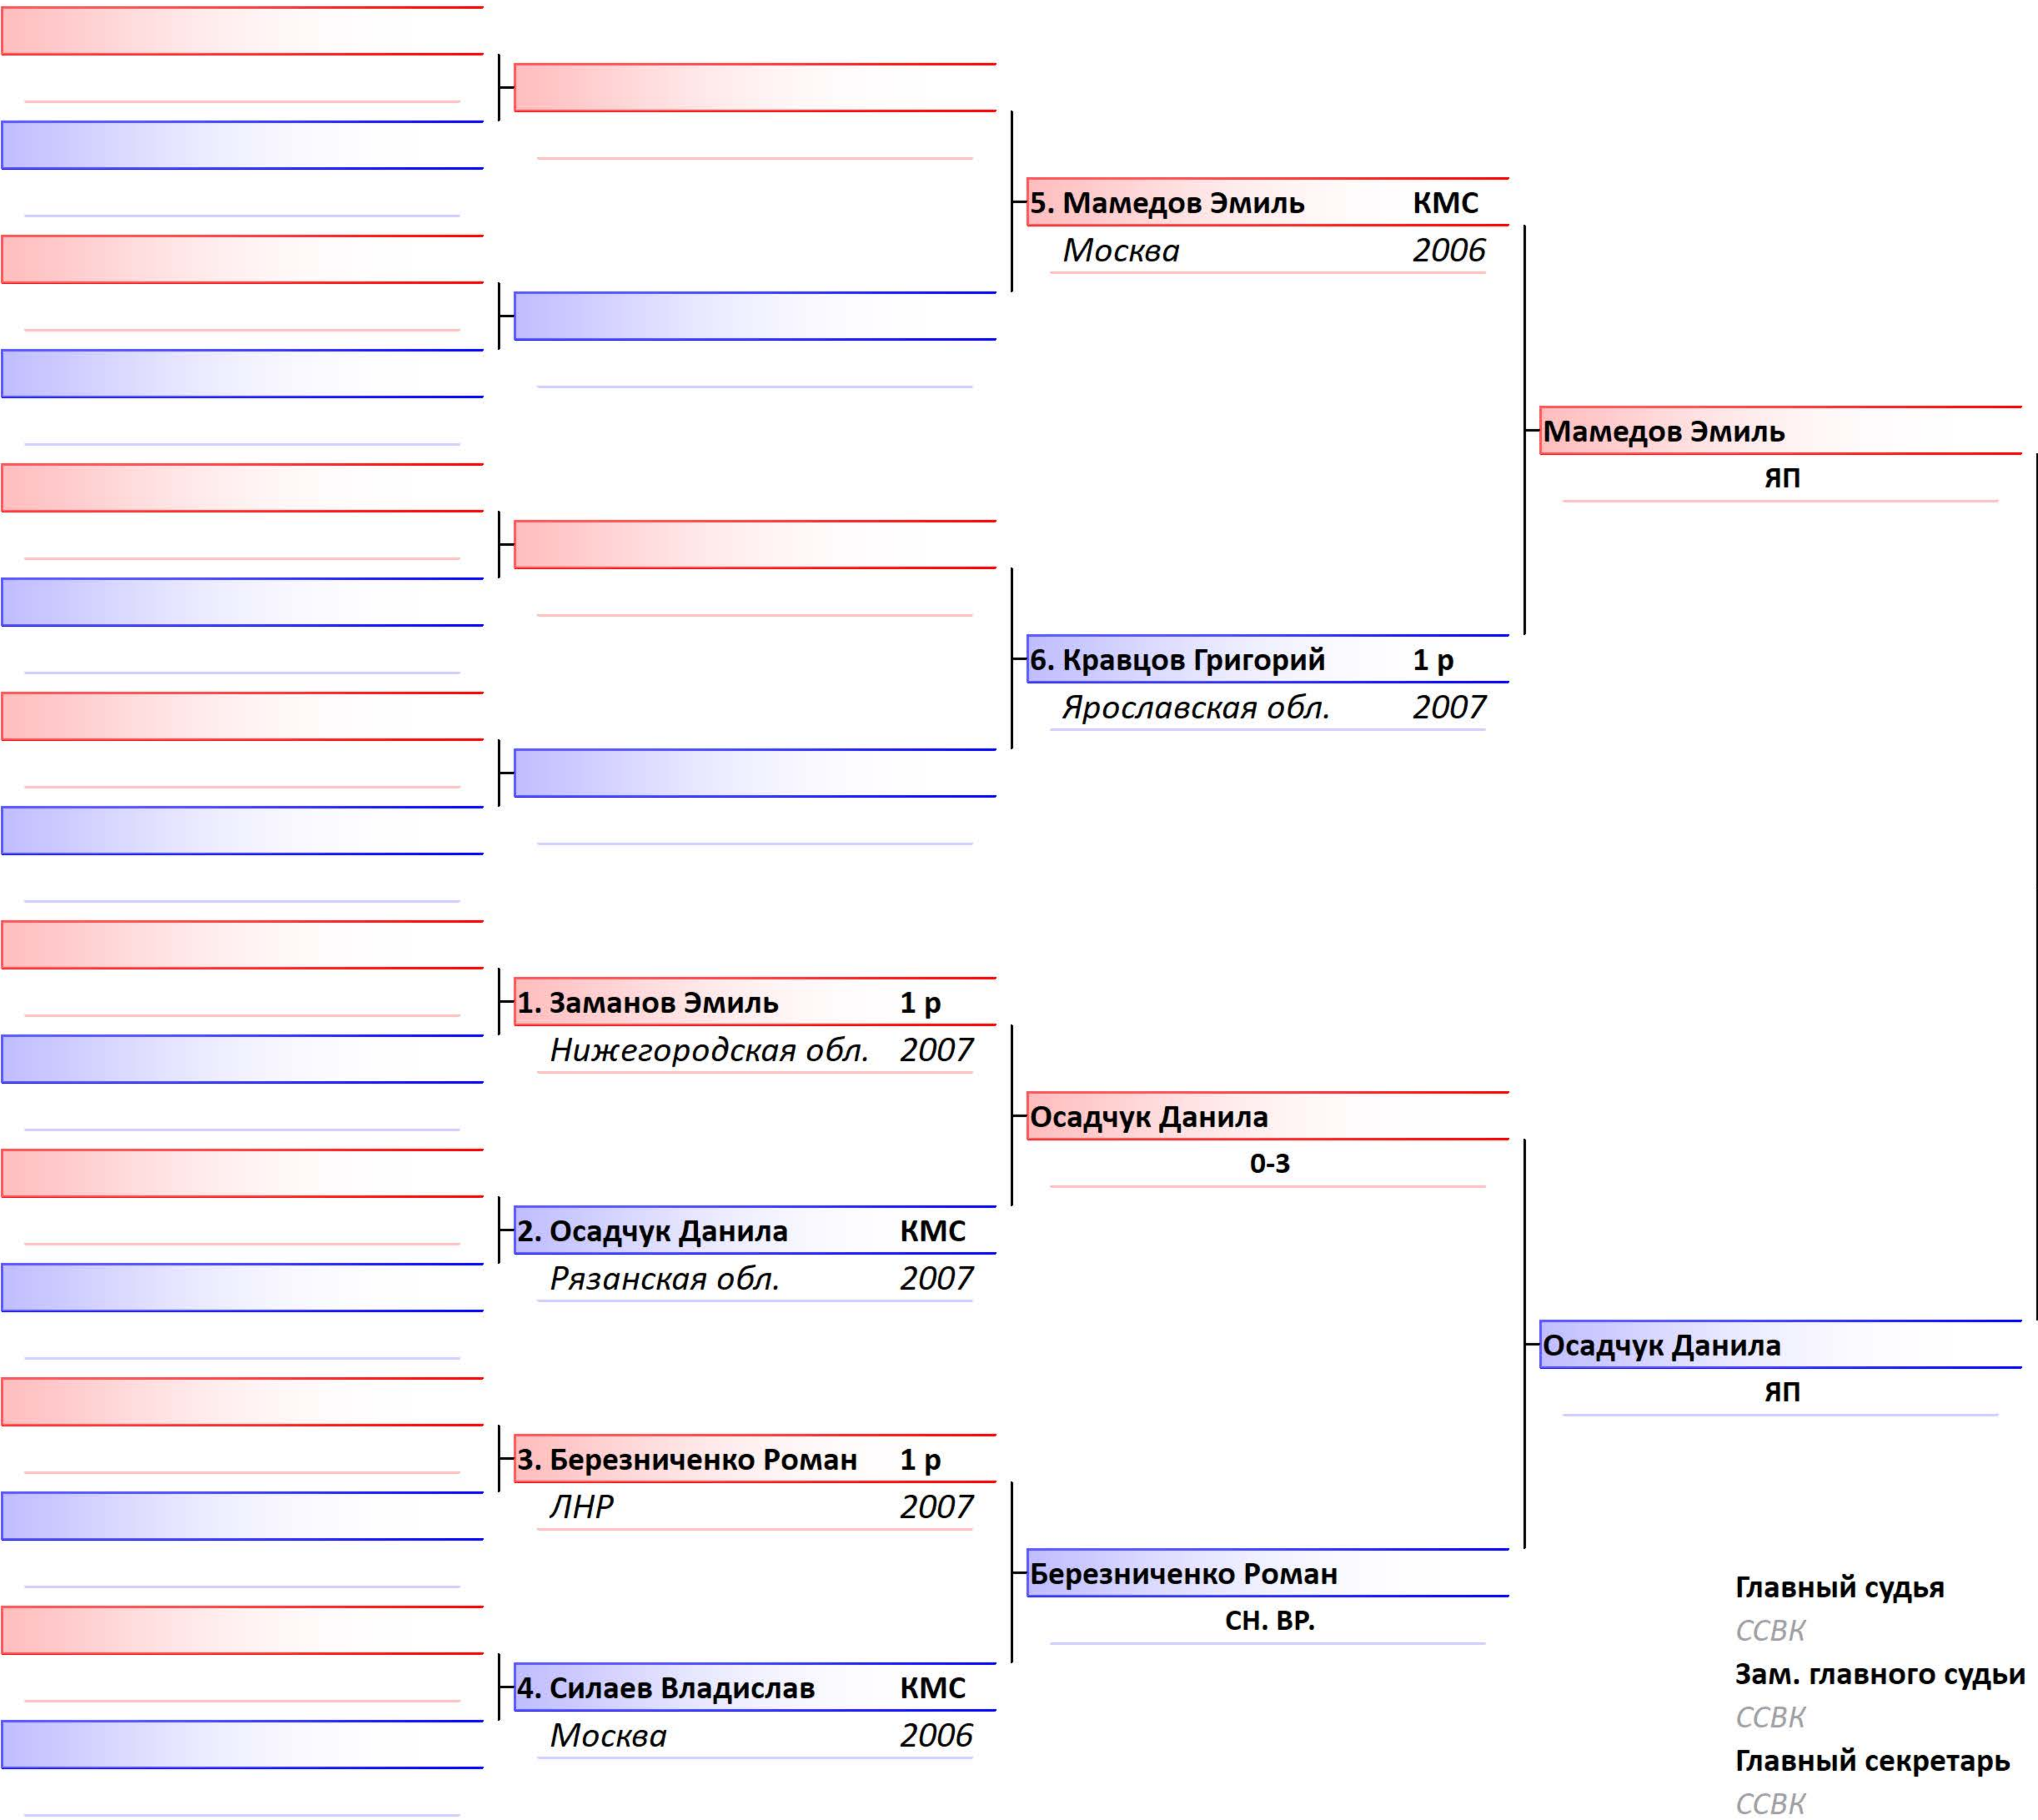 5. Мамедов Эмиль КМС
Москва 2006
Мамедов Эмиль
ЯП
6. Кравцов Григорий 1 р
Ярославская обл. 2007
1. Заманов Эмиль 1 р
Нижегородская обл. 2007
Осадчук Данила
0-3
2. Осадчук Данила КМС
Рязанская обл. 2007
Осадчук Данила
ЯП
3. Березниченко Роман 1 р
ЛНР 2007
Березниченко Роман
СН. ВР.
4. Силаев Владислав КМС
Москва 2006
Главный судья
ССВК
Зам. главного судьи
ССВК
Главный секретарь
ССВК